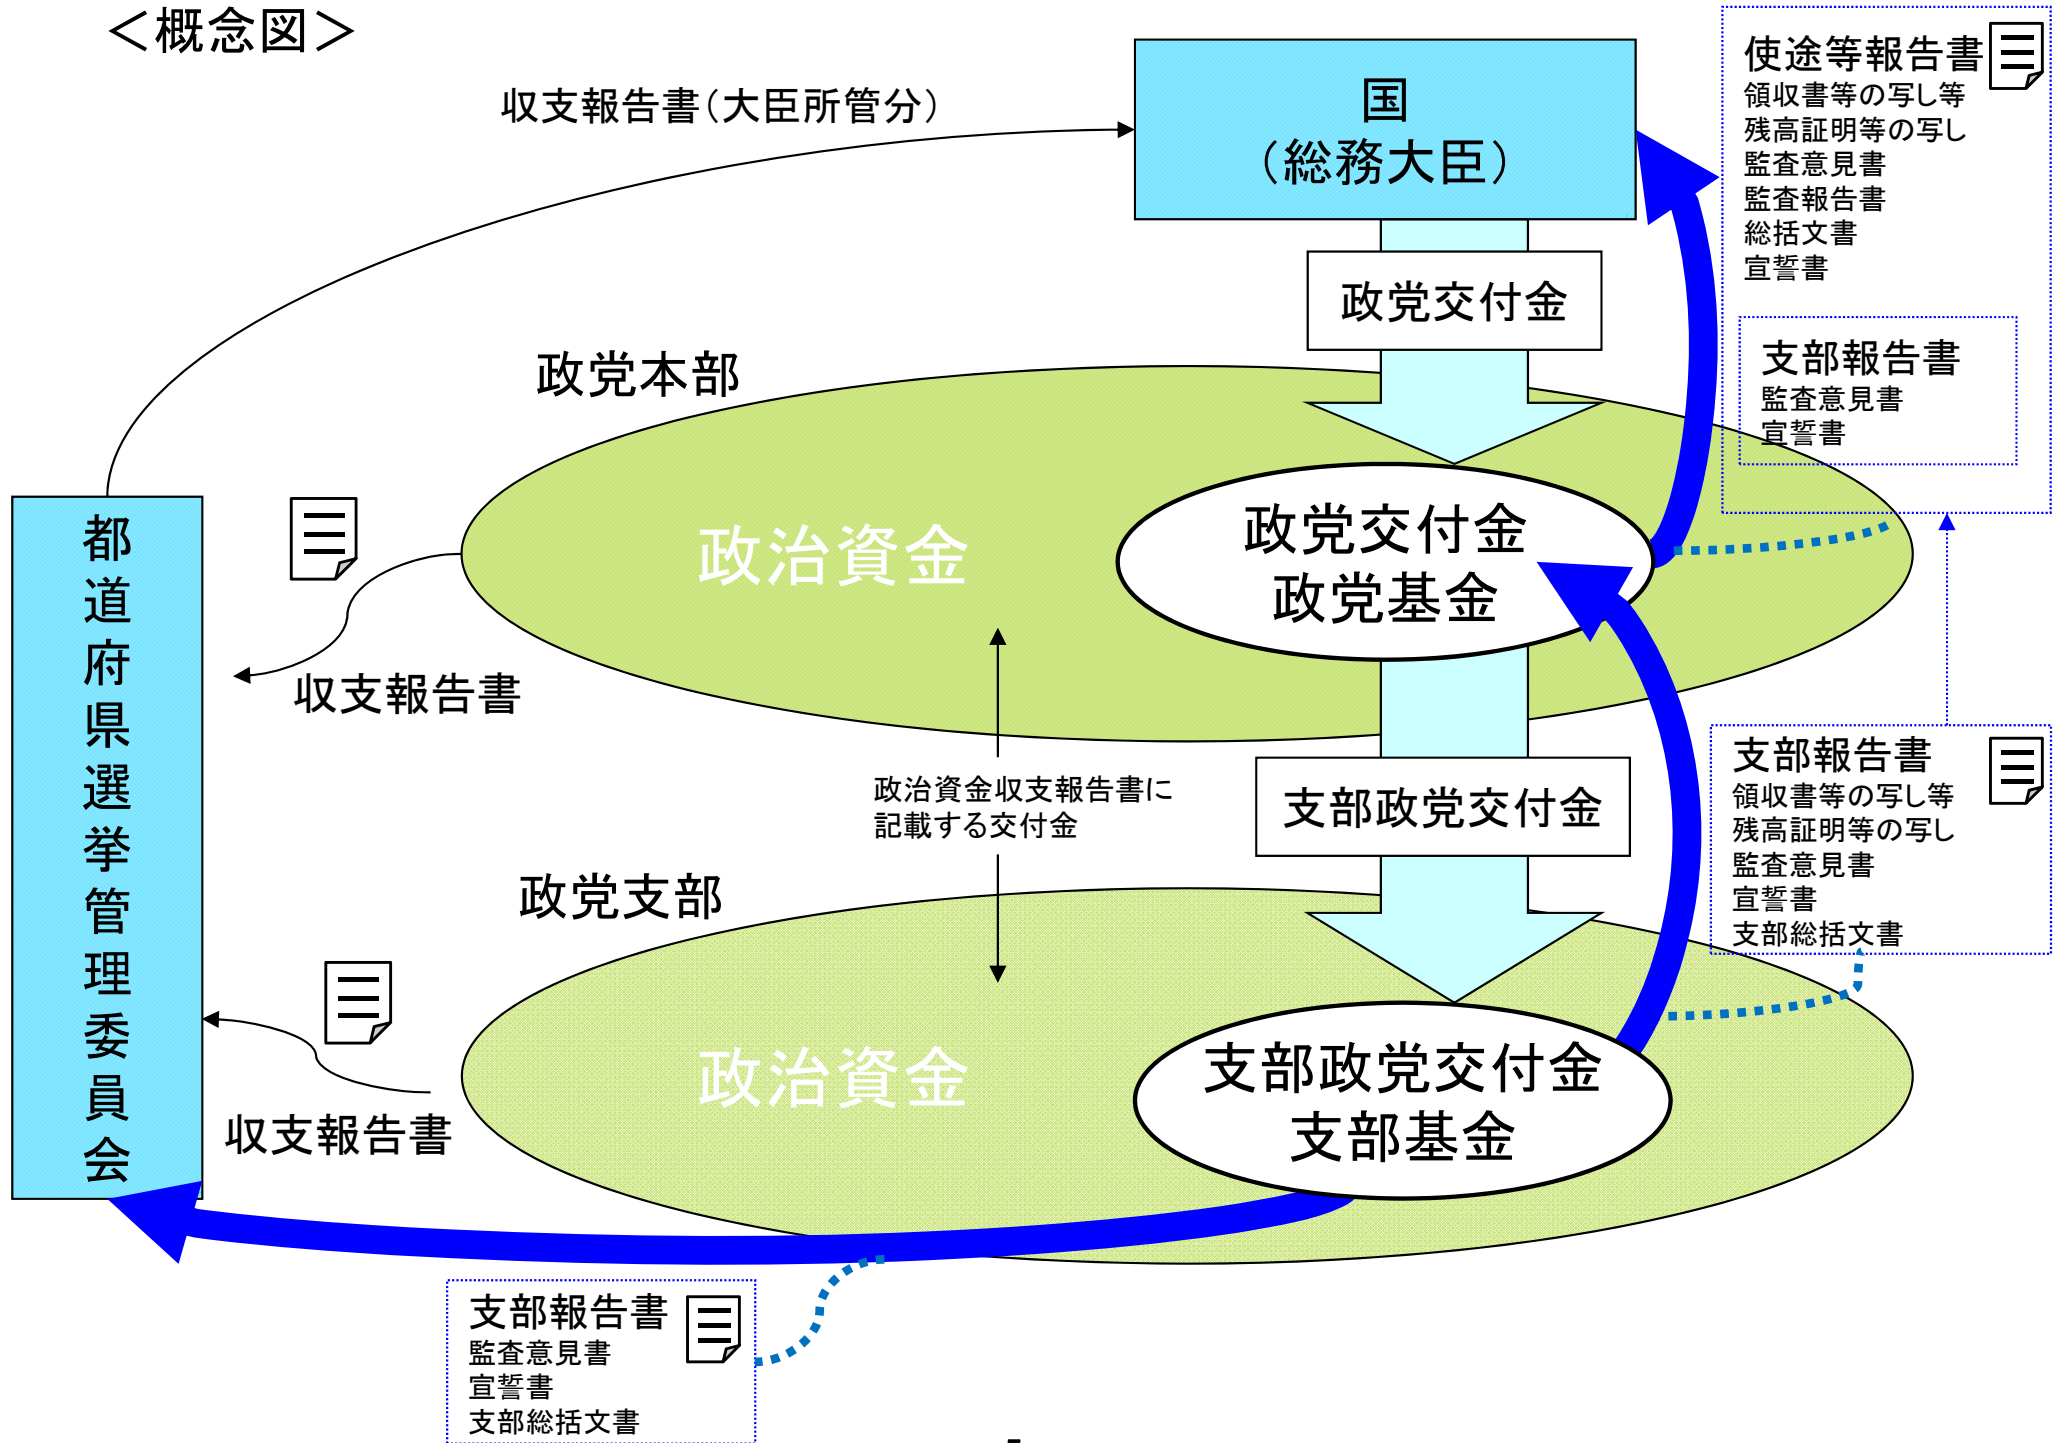 ＜概念図＞
収支報告書（大臣所管分）
国
（総務大臣）
使途等報告書
領収書等の写し等
残高証明等の写し
監査意見書
監査報告書
総括文書
宣誓書
支部報告書
監査意見書
宣誓書
政党交付金
政党本部
政治資金
政党交付金
政党基金
都道府県選挙管理委員会
収支報告書
政治資金収支報告書に
記載する交付金
支部政党交付金
支部報告書
領収書等の写し等
残高証明等の写し
監査意見書
宣誓書
支部総括文書
政党支部
政治資金
支部政党交付金
支部基金
収支報告書
支部報告書
監査意見書
宣誓書
支部総括文書